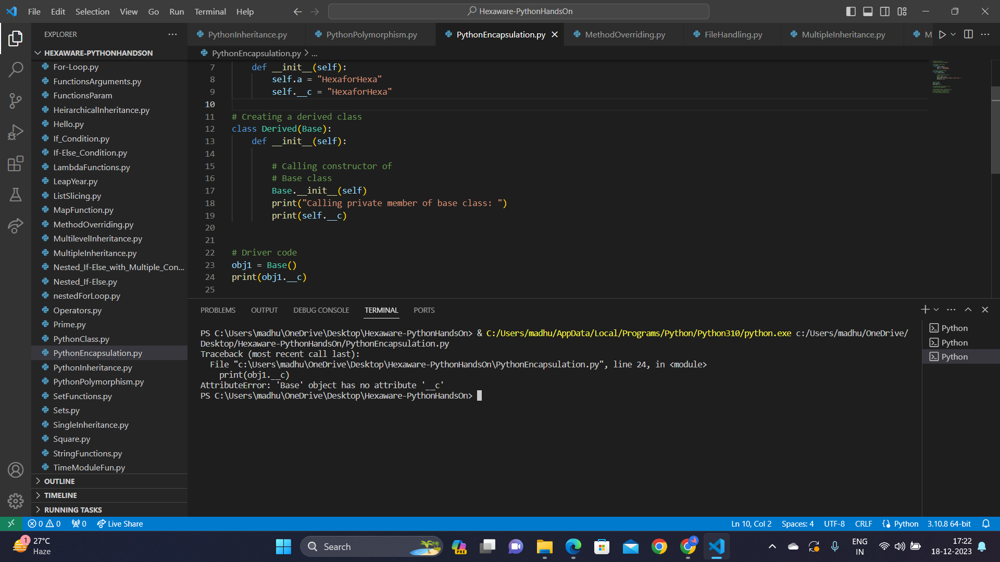 File Edit Selection View Go Run Terminal Help
Hexaware-PythonHandsOn
EXPLORER
PythonInheritance.py
PythonPolymorphism.py
PythonEncapsulation.py
MethodOverriding.py
FileHandling.py
MultipleInheritance.py
M
HEXAWARE-PYTHONHANDSON
PythonEncapsulation.py > ...
For-Loop.py
FunctionsArguments.py
FunctionsParam
HeirarchicalInheritance.py
Hello.py
If_Condition.py
If-Else_Condition.py
LambdaFunctions.py
LeapYear.py
ListSlicing.py
MapFunction.py
MethodOverriding.py
MultilevelInheritance.py
MultipleInheritance.py
Nested_If-Else_with_Multiple_Con...
Nested_If-Else.py
nestedForLoop.py
Operators.py
Prime.py
PythonClass.py
PythonEncapsulation.py
PythonInheritance.py
PythonPolymorphism.py
SetFunctions.py
Sets.py
SingleInheritance.py
Square.py
StringFunctions.py
TimeModuleFun.py
OUTLINE
TIMELINE
RUNNING TASKS
7 def __init__(self):
8 self.a = "HexaforHexa"
9 self.__c = "HexaforHexa"
10
11 # Creating a derived class
12 class Derived(Base):
13 def __init__(self):
14
15 # Calling constructor of
16 # Base class
17 Base.__init__(self)
18 print("Calling private member of base class: ")
19 print(self.__c)
20
21
22 # Driver code
23 obj1 = Base()
24 print(obj1.__c)
25
PROBLEMS OUTPUT DEBUG CONSOLE TERMINAL PORTS
PS C:\Users\madhu\OneDrive\Desktop\Hexaware-PythonHandsOn> & C:/Users/madhu/AppData/Local/Programs/Python/Python310/python.exe c:/Users/madhu/OneDrive/
Desktop/Hexaware-PythonHandsOn/PythonEncapsulation.py
Traceback (most recent call last):
File "c:\Users\madhu\OneDrive\Desktop\Hexaware-PythonHandsOn\PythonEncapsulation.py", line 24, in <module>
print(obj1.__c)
AttributeError: 'Base' object has no attribute '__c'
PS C:\Users\madhu\OneDrive\Desktop\Hexaware-PythonHandsOn>
Python
Python
Python
0 0 0 Live Share
Ln 10, Col 2 Spaces: 4 UTF-8 CRLF Python 3.10.8 64-bit
1
27°C
Haze
Search
PRE
ENG
IN
17:22
18-12-2023